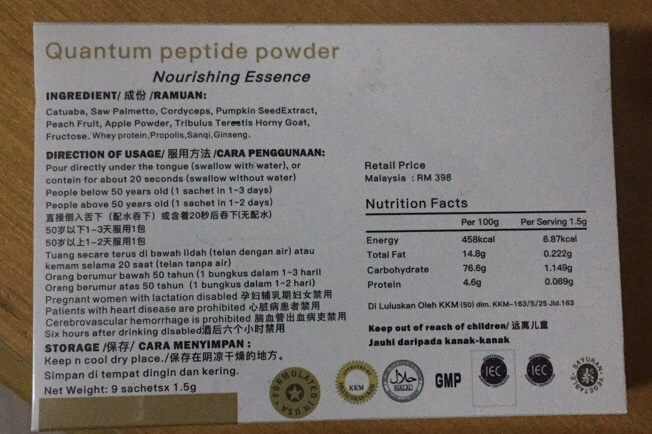 Quantum peptide powder
Nourishing Essence
INGREDIENT/ 成份 /RAMUAN:
Catuaba, Saw Palmetto, Cordyceps, Pumpkin SeedExtract,
Peach Fruit, Apple Powder, Tribulus Terestis Horny Goat,
Fructose. Whey protein,Propolis,Sanqi,Ginseng.
DIRECTION OF USAGE/ 服用方法 /CARA PENGGUNAAN:
Pour directly under the tongue (swallow with water), or
contain for about 20 seconds (swallow without water)
People below 50 years old (1 sachet in 1~3 days)
People above 50 years old (1 sachet in 1~2 days)
直接倒入舌下（配水吞下）或含着20秒后吞下(无配水)
50岁以下1-3天服用1包
50岁以上1-2天服用1包
Tuang secare terus di bawah lidah (telan dengan air) atau
kemam selama 20 saat (telan tanpa air)
Orang berumur bawah 50 tahun (1 bungkus dalam 1~3 hari)
Orang berumur atas 50 tahun (1 bungkus dalam 1~2 hari)
Pregnant women with lactation disabled 孕妇辅乳期妇女禁用
Patients with heart disease are prohibited 心脏病患者禁用
Cerebrovascular hemorrhage is prohibited 脑血管出血病吏禁用
Six hours after drinking disabled酒后六个小时禁用
STORAGE /保存/ CARA MENYIMPAN :
Keep n cool dry place./保存在阴凉干燥的地方。
Simpan di tempat dingin dan kering.
Net Weight: 9 sachetsx 1.5g
Retail Price
Malaysia : RM 398
Nutrition Facts
Per 100g Per Serving 1.5g
Energy 458kcal 6.87kcal
Total Fat 14.8g 0.222g
Carbohydrate 76.6g 1.149g
Protein 4.6g 0.069g
Di Luluskan Oleh KKM (50) dlm. KKM-163/S/25 Jld.163
Keep out of reach of children/ 远离儿童
Jauhi daripada kanak-kanak
FORMULATED IN USA
KKM
حلال
HALAL
GMP
IEC
IEC
SAYURAN VEGETABLE